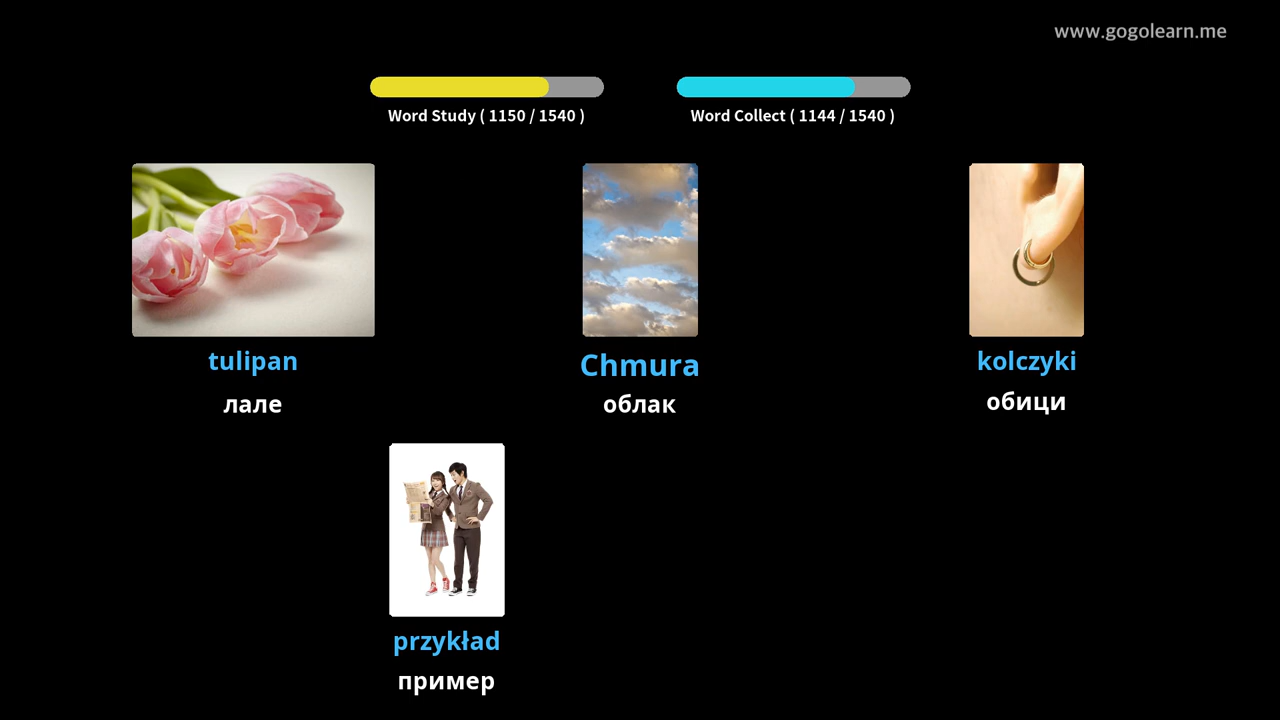 www.gogolearn.me
Word Study ( 1150 / 1540 )
Word Collect ( 1144 / 1540 )
tulipan
лале
Chmura
облак
kolczyki
обици
przykład
пример